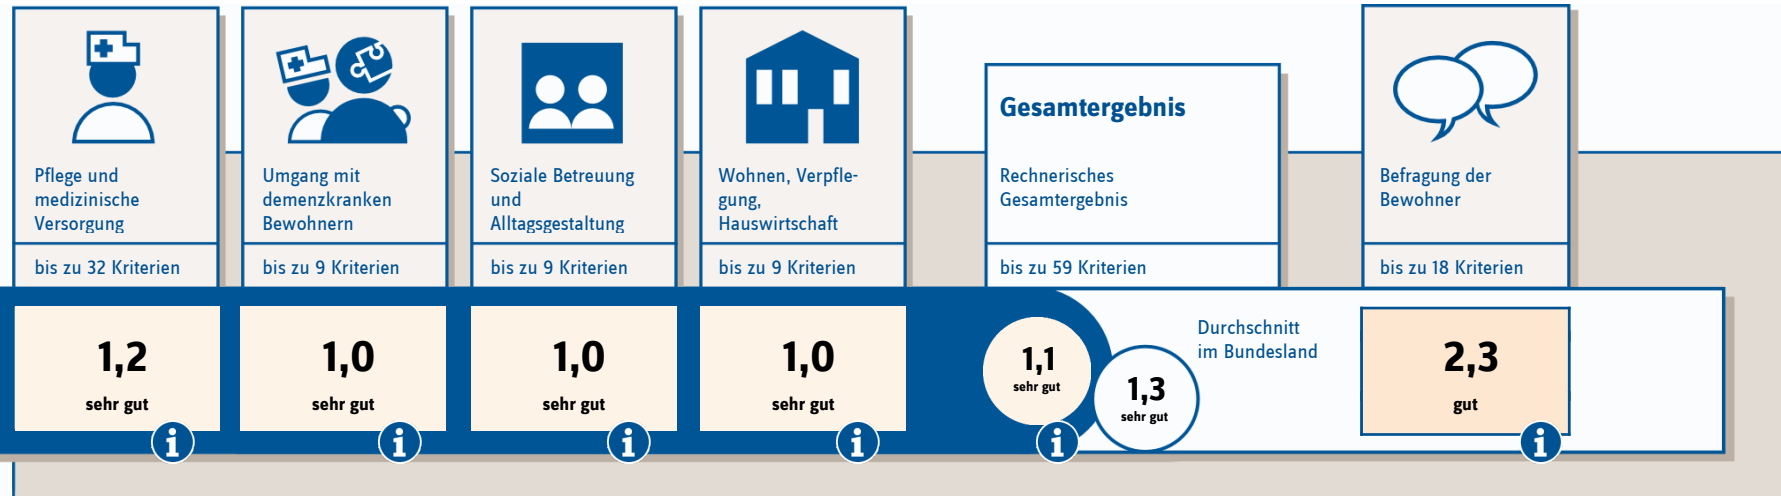 Pflege und
medizinische
Versorgung
bis zu 32 Kriterien
1,2
sehr gut
Umgang mit
demenzkranken
Bewohnern
bis zu 9 Kriterien
1,0
sehr gut
Soziale Betreuung
und
Alltagsgestaltung
bis zu 9 Kriterien
1,0
sehr gut
Wohnen, Verpfle-
gung,
Hauswirtschaft
bis zu 9 Kriterien
1,0
sehr gut
Gesamtergebnis
Rechnerisches
Gesamtergebnis
bis zu 59 Kriterien
1,1
sehr gut
1,3
sehr gut
Durchschnitt
im Bundesland
Befragung der
Bewohner
bis zu 18 Kriterien
2,3
gut